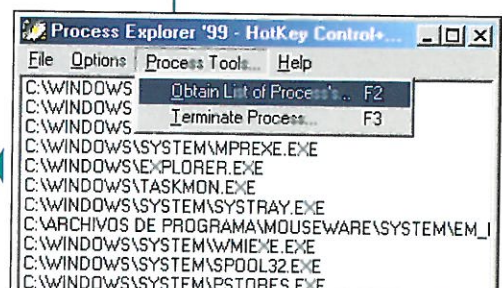 Process Explorer '99 - HotKey Control+...
File Options Process Tools... Help
C:\WINDOWS
Obtain List of Process's... F2
C:\WINDOWS
C:\WINDOWS
Terminate Process... F3
C:\WINDOWS\SYSTEM\MPREXE.EXE
C:\WINDOWS\EXPLORER.EXE
C:\WINDOWS\TASKMON.EXE
C:\WINDOWS\SYSTEM\SYSTRAY.EXE
C:\ARCHIVOS DE PROGRAMA\MOUSEWARE\SYSTEM\EM_
C:\WINDOWS\SYSTEM\WMIEXE.EXE
C:\WINDOWS\SYSTEM\SPOOL32.EXE
C:\WINDOWS\SYSTEM\PSTORES.EXE